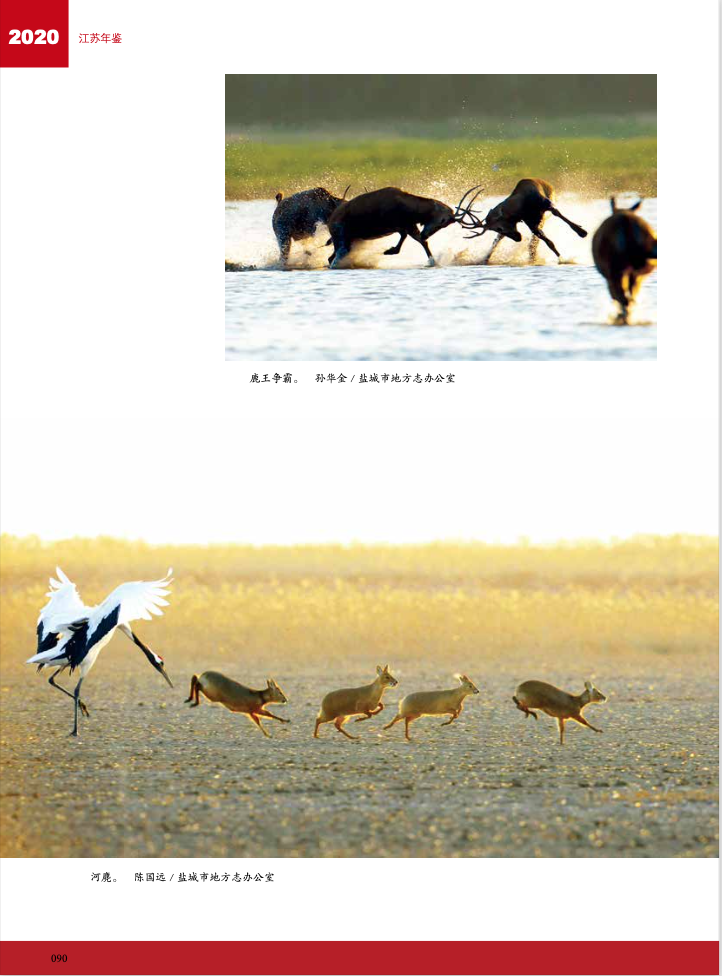 2020
江苏年鉴
鹿王争霸。 孙华金 / 盐城市地方志办公室
河麂。 陈国远 / 盐城市地方志办公室
090